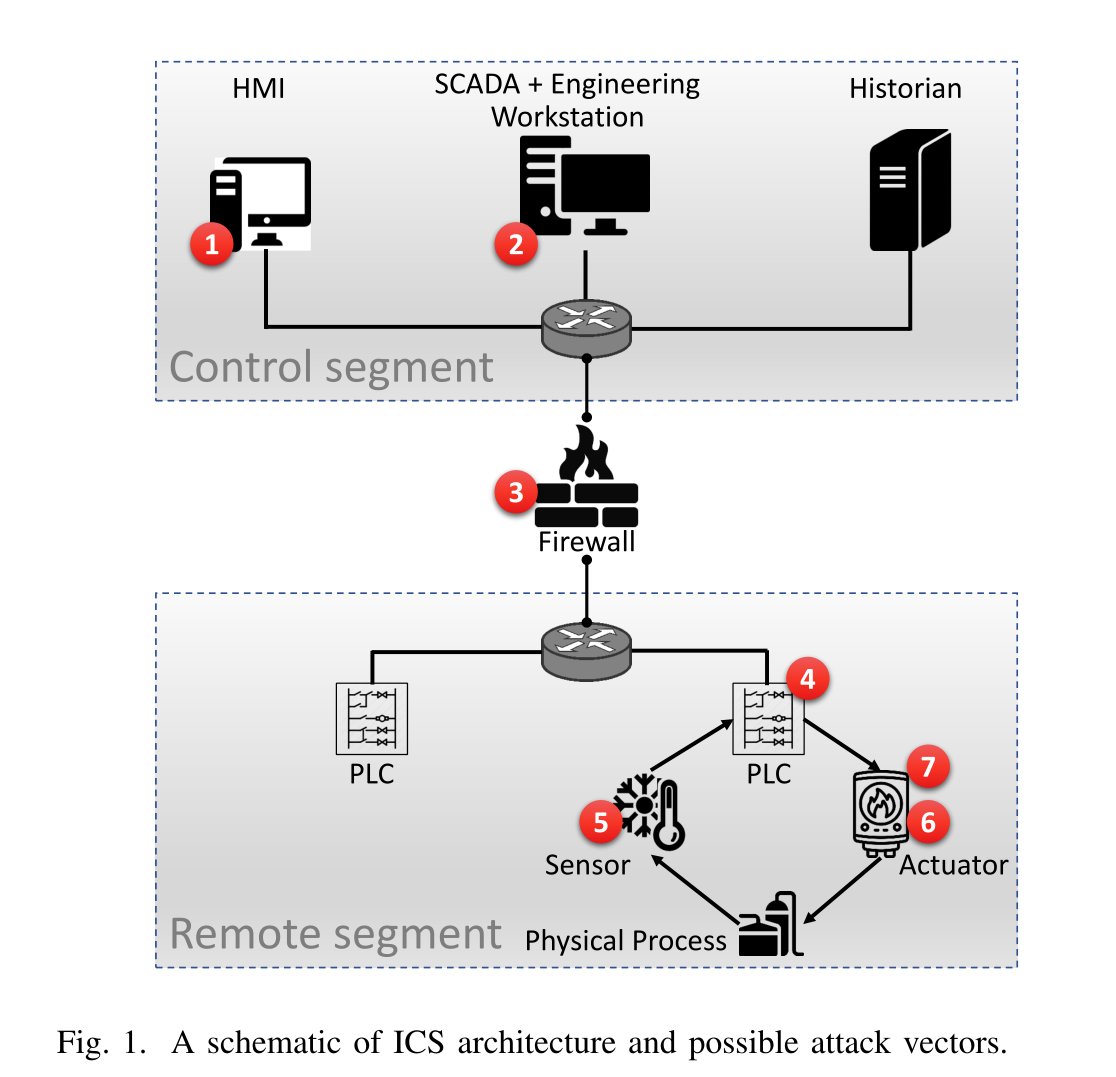 HMI
SCADA + Engineering
Workstation
Historian
1
2
Control segment
3
Firewall
4
PLC
PLC
7
5
6
Sensor
Actuator
Remote segment
Physical Process
Fig. 1. A schematic of ICS architecture and possible attack vectors.